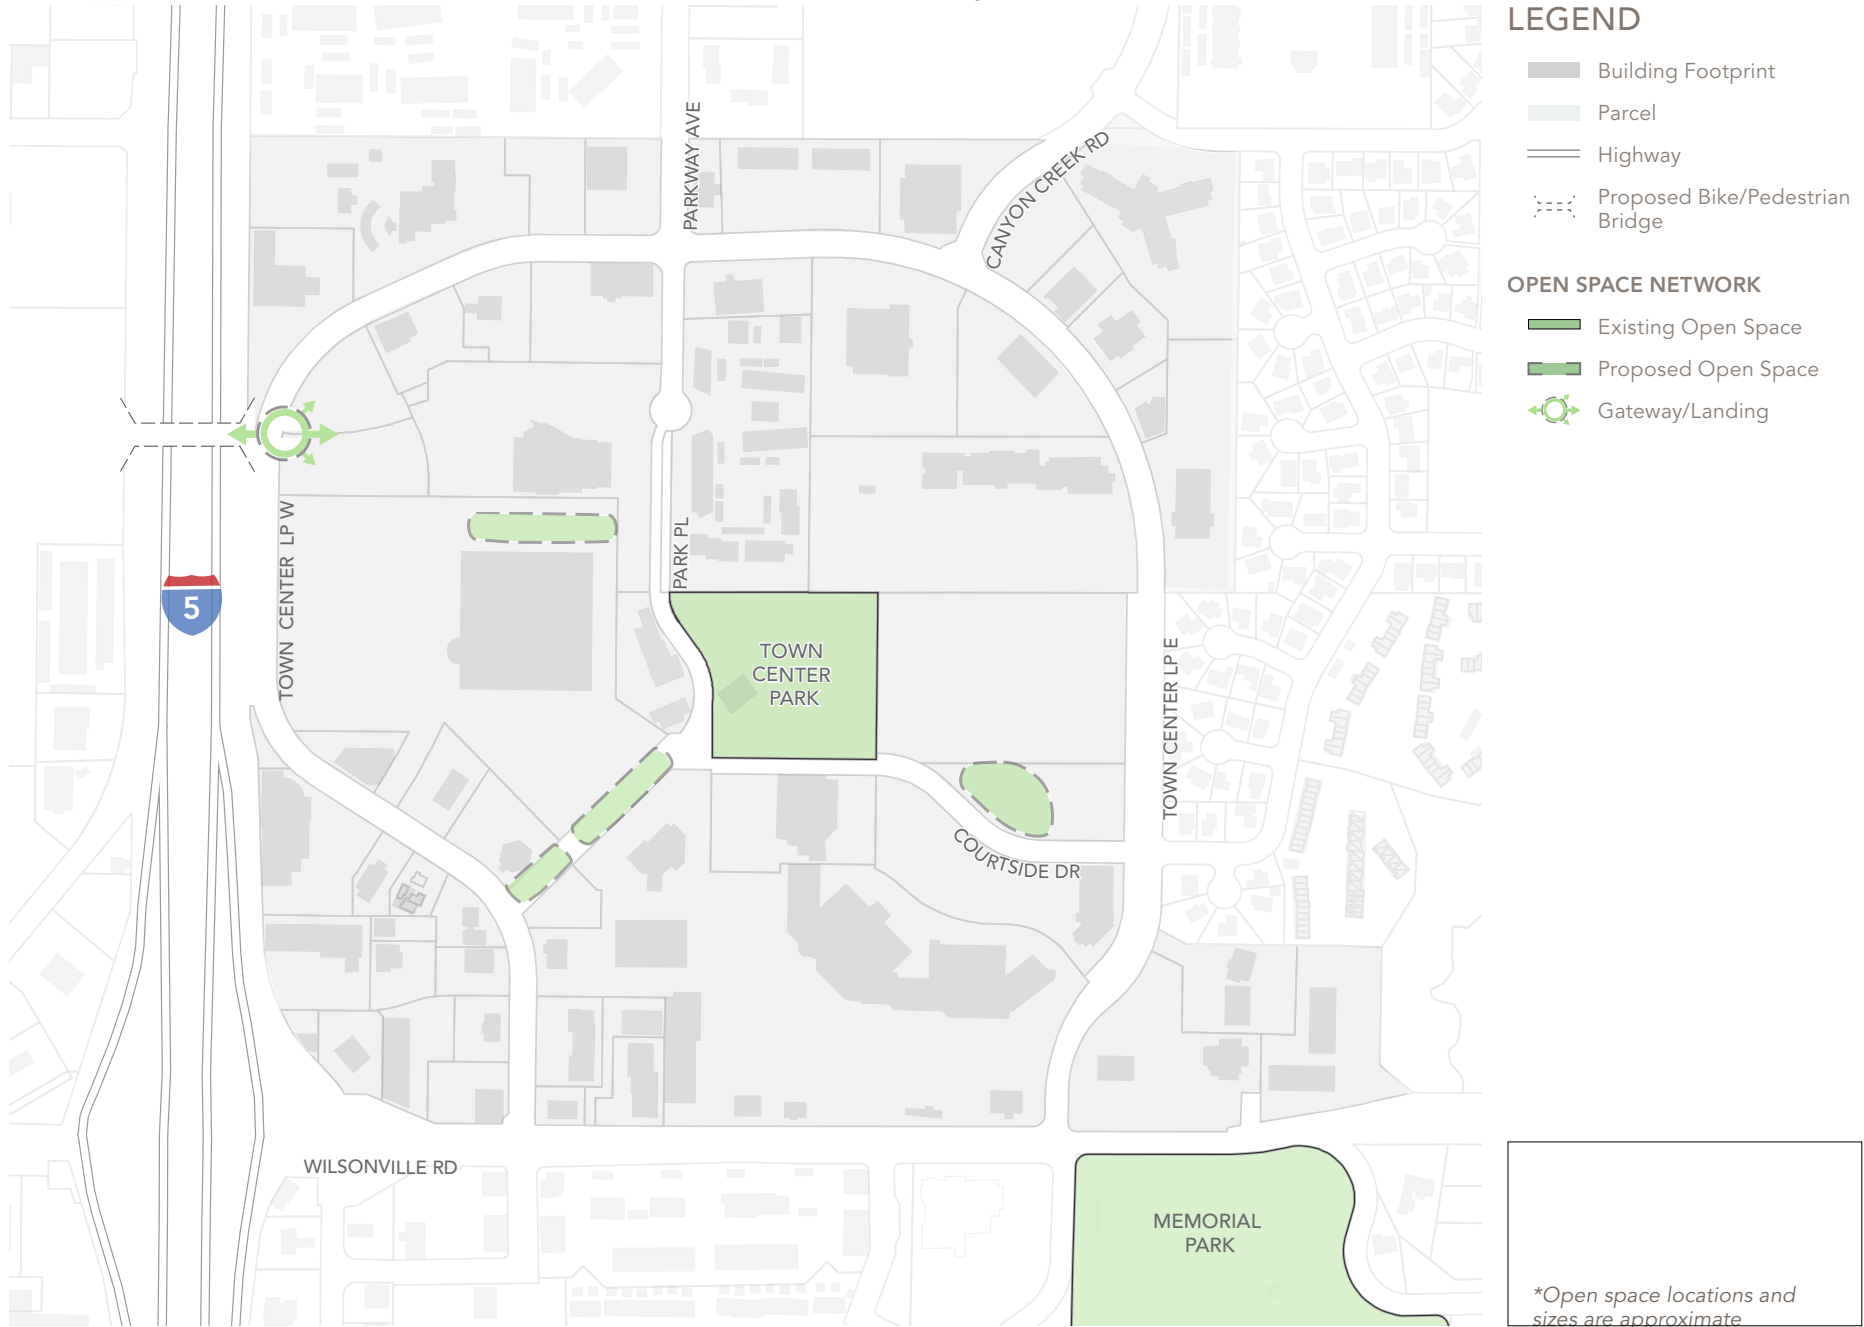 LEGEND
Building Footprint
Parcel
Highway
Proposed Bike/Pedestrian
Bridge
OPEN SPACE NETWORK
Existing Open Space
Proposed Open Space
Gateway/Landing
PARKWAY AVE
CANYON CREEK RD
TOWN CENTER LP W
PARK PL
5
TOWN
CENTER
PARK
TOWN CENTER LP E
COURTSIDE DR
WILSONVILLE RD
MEMORIAL
PARK
*Open space locations and
sizes are approximate